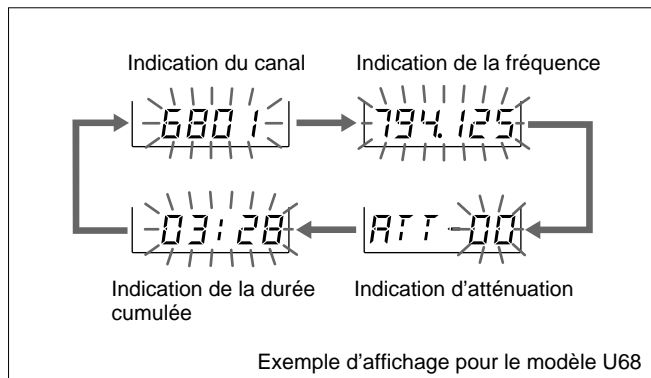 Indication du canal
Indication de la fréquence
6801
794.125
03:28
ATT-00
Indication de la durée
cumulée
Indication d'atténuation
Exemple d'affichage pour le modèle U68